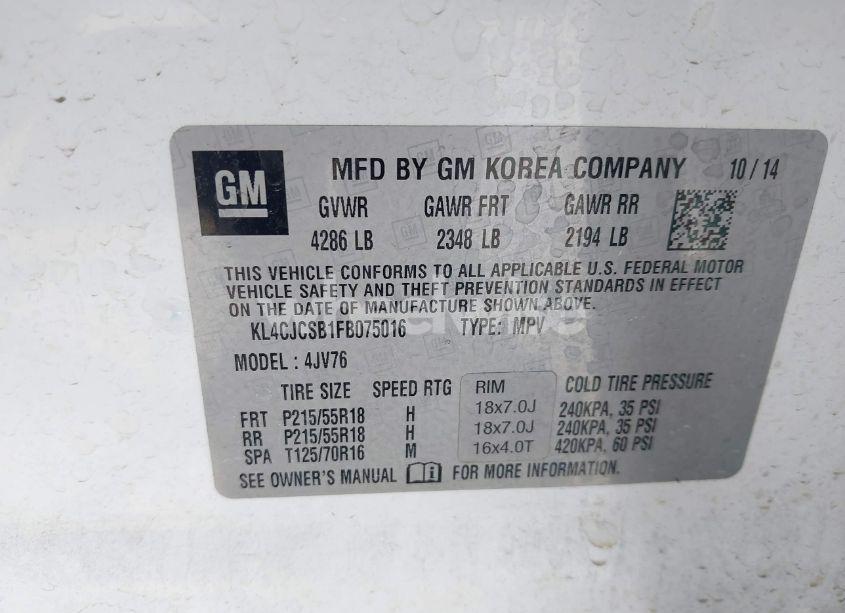 GM
MFD BY GM KOREA COMPANY 10/14
GVWR GAWR FRT GAWR RR
4286 LB 2348 LB 2194 LB
THIS VEHICLE CONFORMS TO ALL APPLICABLE U.S. FEDERAL MOTOR
VEHICLE SAFETY AND THEFT PREVENTION STANDARDS IN EFFECT
ON THE DATE OF MANUFACTURE SHOWN ABOVE.
KL4CJCSB1FB075016 TYPE: MPV
MODEL : 4JV76
TIRE SIZE SPEED RTG RIM COLD TIRE PRESSURE
FRT P215/55R18 H 18x7.0J 240KPA, 35 PSI
RR P215/55R18 H 18x7.0J 240KPA, 35 PSI
SPA T125/70R16 M 16x4.0T 420KPA, 60 PSI
SEE OWNER'S MANUAL FOR MORE INFORMATION.